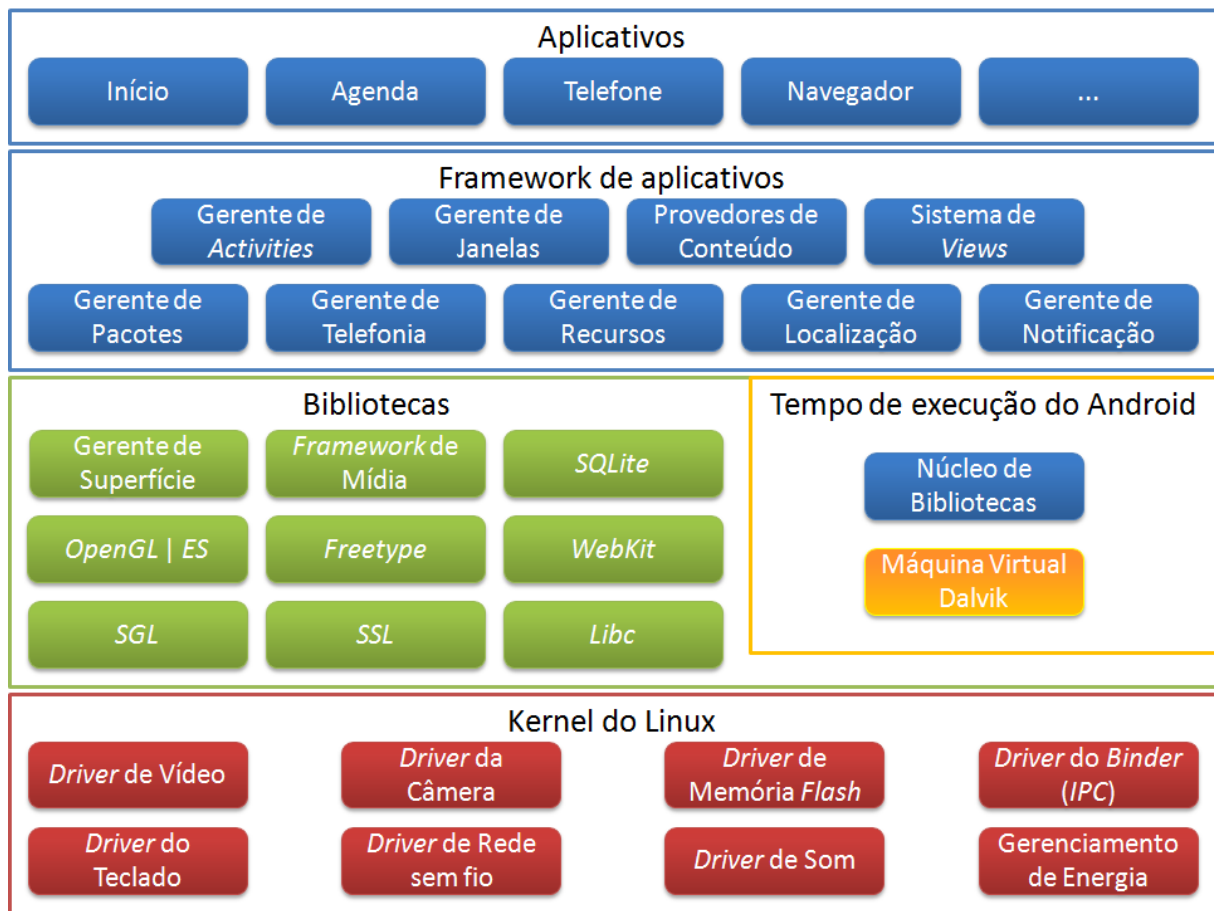 Aplicativos
Início
Agenda
Telefone
Navegador
...
Framework de aplicativos
Gerente de
Activities
Gerente de
Janelas
Provedores de
Conteúdo
Sistema de
Views
Gerente de
Pacotes
Gerente de
Telefonia
Gerente de
Recursos
Gerente de
Localização
Gerente de
Notificação
Bibliotecas
Gerente de
Superfície
Framework de
Mídia
SQLite
OpenGL | ES
Freetype
WebKit
SGL
SSL
Libc
Tempo de execução do Android
Núcleo de
Bibliotecas
Máquina Virtual
Dalvik
Kernel do Linux
Driver de Vídeo
Driver da
Câmera
Driver de
Memória Flash
Driver do Binder
(IPC)
Driver do
Teclado
Driver de Rede
sem fio
Driver de Som
Gerenciamento
de Energia